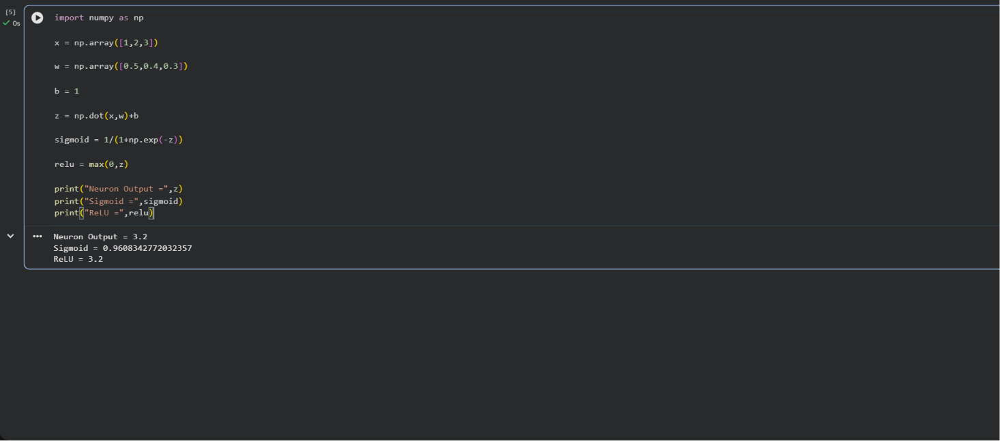 [5]
0s
import numpy as np
x = np.array([1,2,3])
w = np.array([0.5,0.4,0.3])
b = 1
z = np.dot(x,w)+b
sigmoid = 1/(1+np.exp(-z))
relu = max(0,z)
print("Neuron Output =",z)
print("Sigmoid =",sigmoid)
print("ReLU =",relu)
Neuron Output = 3.2
Sigmoid = 0.9608342772032357
ReLU = 3.2